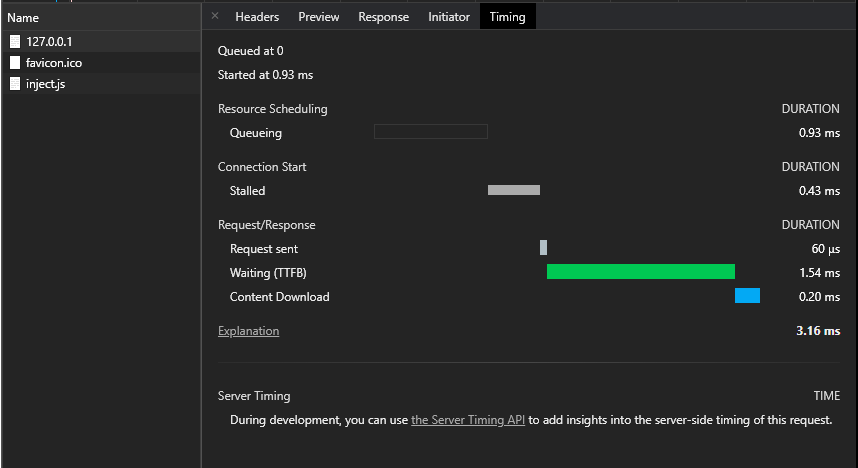 Name
127.0.0.1
favicon.ico
inject.js
× Headers Preview Response Initiator Timing
Queued at 0
Started at 0.93 ms
Resource Scheduling DURATION
Queueing 0.93 ms
Connection Start DURATION
Stalled 0.43 ms
Request/Response DURATION
Request sent 60 µs
Waiting (TTFB) 1.54 ms
Content Download 0.20 ms
Explanation 3.16 ms
Server Timing TIME
During development, you can use the Server Timing API to add insights into the server-side timing of this request.